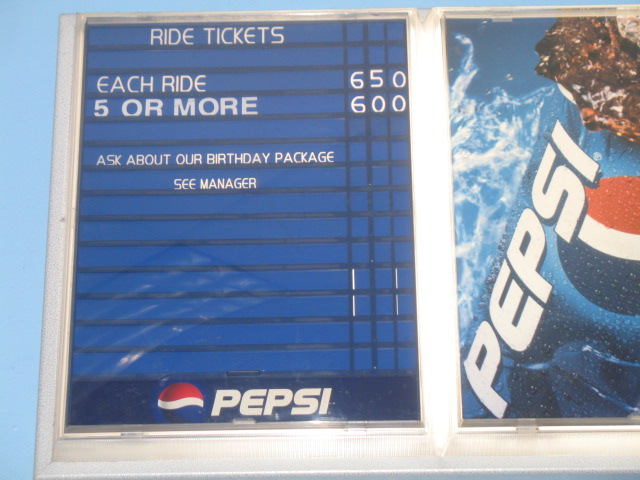 RIDE TICKETS
EACH RIDE 650
5 OR MORE 600
ASK ABOUT OUR BIRTHDAY PACKAGE
SEE MANAGER
PEPSI
PEPSI®